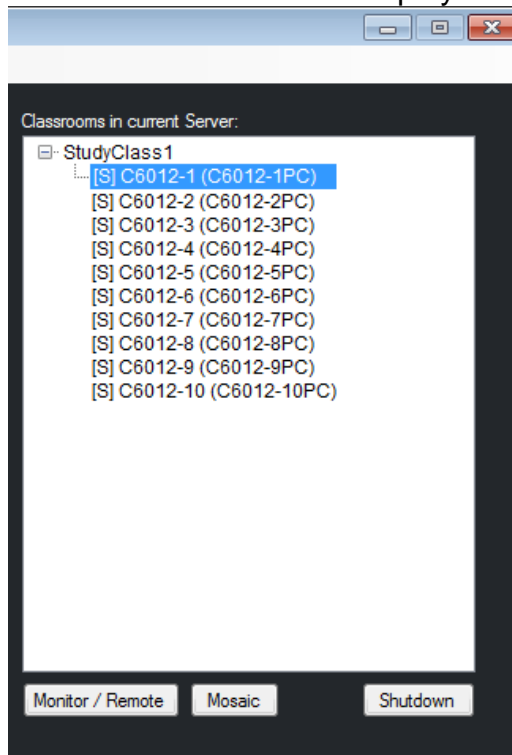 Classrooms in current Server:
StudyClass1
[S] C6012-1 (C6012-1PC)
[S] C6012-2 (C6012-2PC)
[S] C6012-3 (C6012-3PC)
[S] C6012-4 (C6012-4PC)
[S] C6012-5 (C6012-5PC)
[S] C6012-6 (C6012-6PC)
[S] C6012-7 (C6012-7PC)
[S] C6012-8 (C6012-8PC)
[S] C6012-9 (C6012-9PC)
[S] C6012-10 (C6012-10PC)
Monitor / Remote Mosaic Shutdown